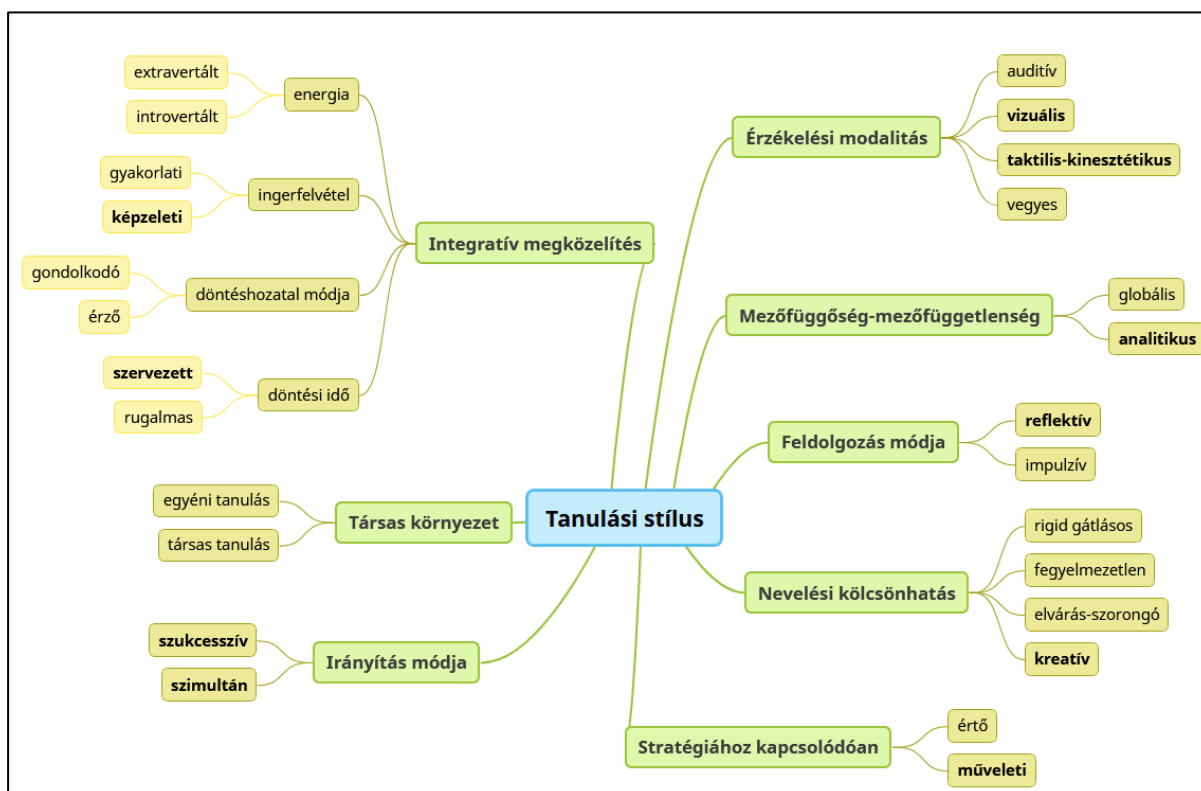 Tanulási stílus
Érzékelési modalitás
auditív
vizuális
taktilis-kinesztétikus
vegyes
Mezőfüggőség-mezőfüggetlenség
globális
analitikus
Feldolgozás módja
reflektív
impulzív
Nevelési kölcsönhatás
rigid gátlásos
fegyelmezetlen
elvárás-szorongó
kreatív
Stratégiához kapcsolódóan
értő
műveleti
Irányítás módja
szukcesszív
szimultán
Társas környezet
egyéni tanulás
társas tanulás
Integratív megközelítés
energia
extravertált
introvertált
ingerfelvétel
gyakorlati
képzeleti
döntéshozatal módja
gondolkodó
érző
döntési idő
szervezett
rugalmas